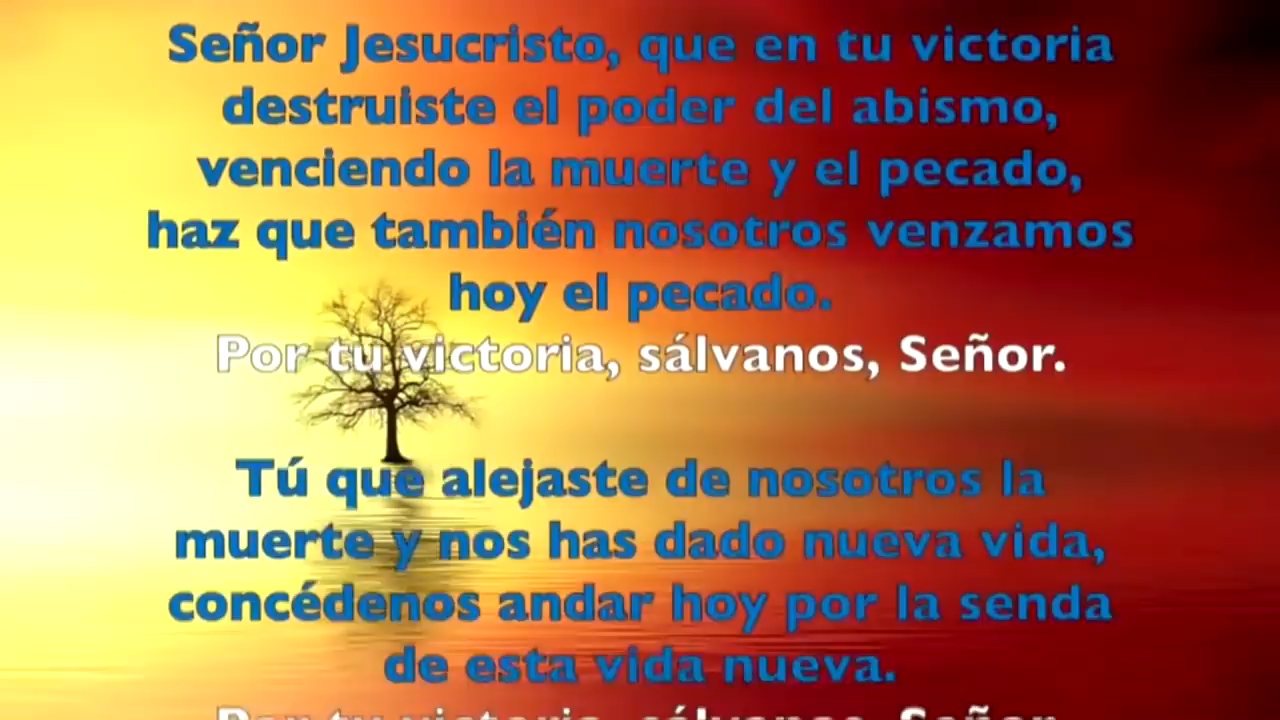 Señor Jesucristo, que en tu victoria
destruiste el poder del abismo,
venciendo la muerte y el pecado,
haz que también nosotros venzamos
hoy el pecado.
Por tu victoria, sálvanos, Señor.
Tú que alejaste de nosotros la
muerte y nos has dado nueva vida,
concédenos andar hoy por la senda
de esta vida nueva.
Por tu victoria, sálvanos, Señor.